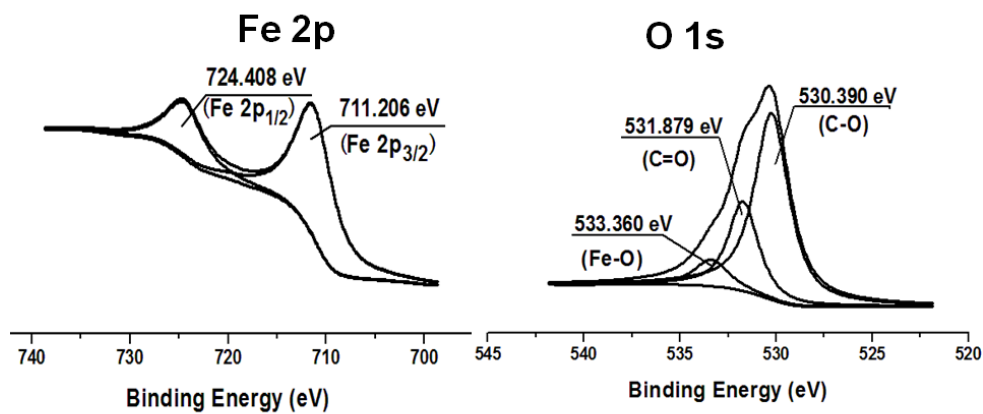 Fe 2p
724.408 eV
(Fe 2p1/2)
711.206 eV
(Fe 2p3/2)
740 730 720 710 700
Binding Energy (eV)
O 1s
530.390 eV
(C-O)
531.879 eV
(C=O)
533.360 eV
(Fe-O)
545 540 535 530 525 520
Binding Energy (eV)